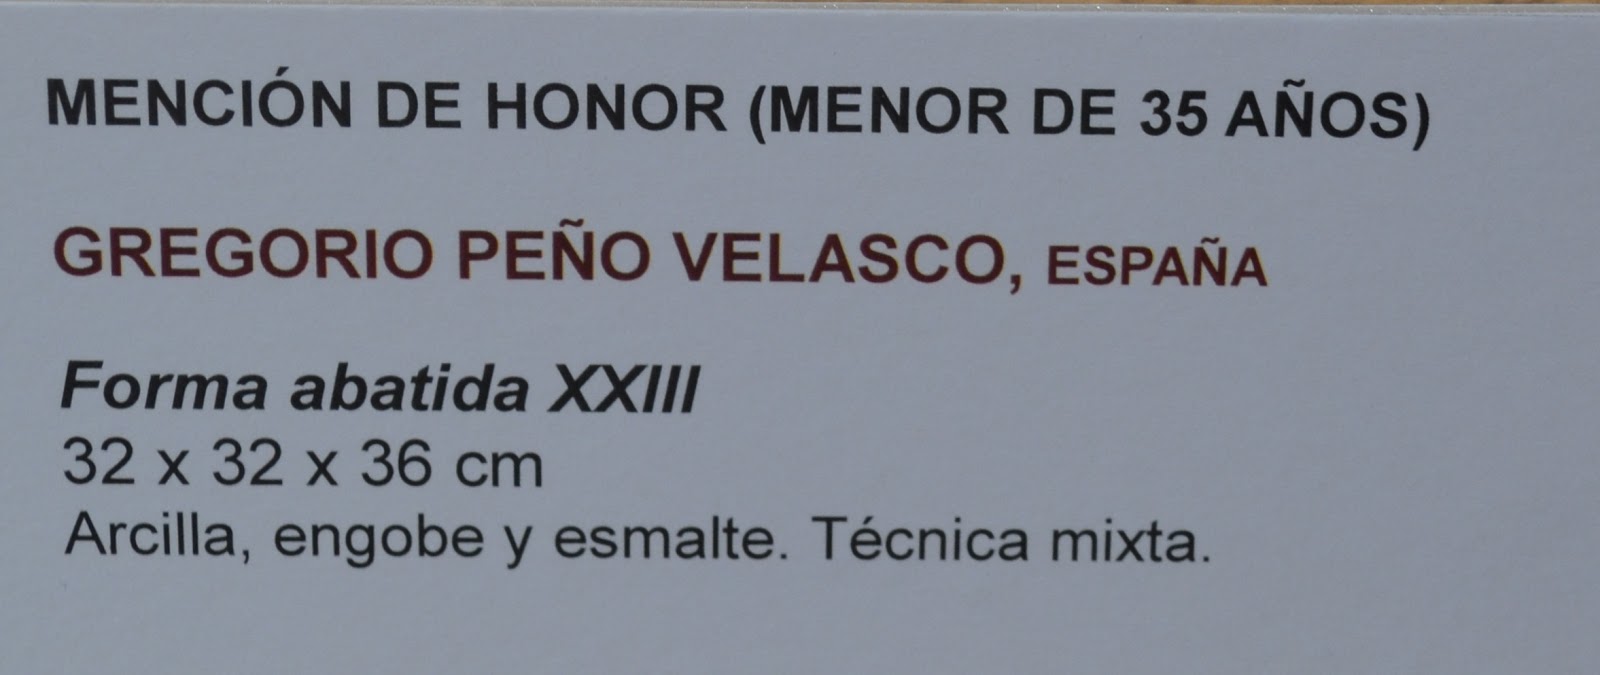 MENCIÓN DE HONOR (MENOR DE 35 AÑOS)
GREGORIO PEÑO VELASCO, ESPAÑA
Forma abatida XXIII
32 x 32 x 36 cm
Arcilla, engobe y esmalte. Técnica mixta.